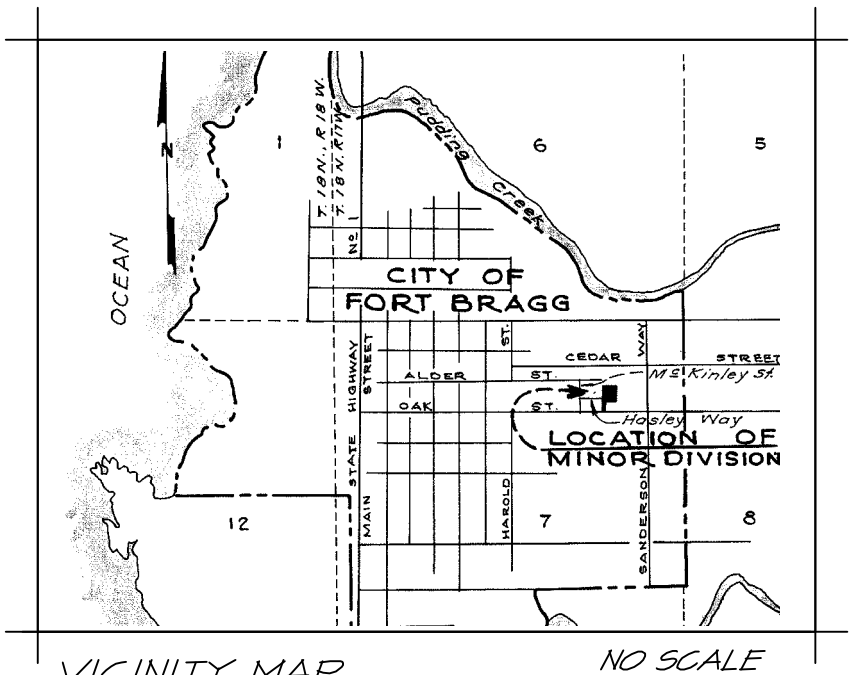 T. 18 N., R 18 W.
T. 18 N. R 17 W.
1
6
5
N
Pudding
Creek
OCEAN
CITY OF
FORT BRAGG
STATE HIGHWAY Nº 1
MAIN STREET
HAROLD ST.
SANDERSON WAY
CEDAR STREET
Mc Kinley St.
ALDER ST.
OAK ST.
Hasley Way
LOCATION OF
MINOR DIVISION
12
7
8
VICINITY MAP
NO SCALE